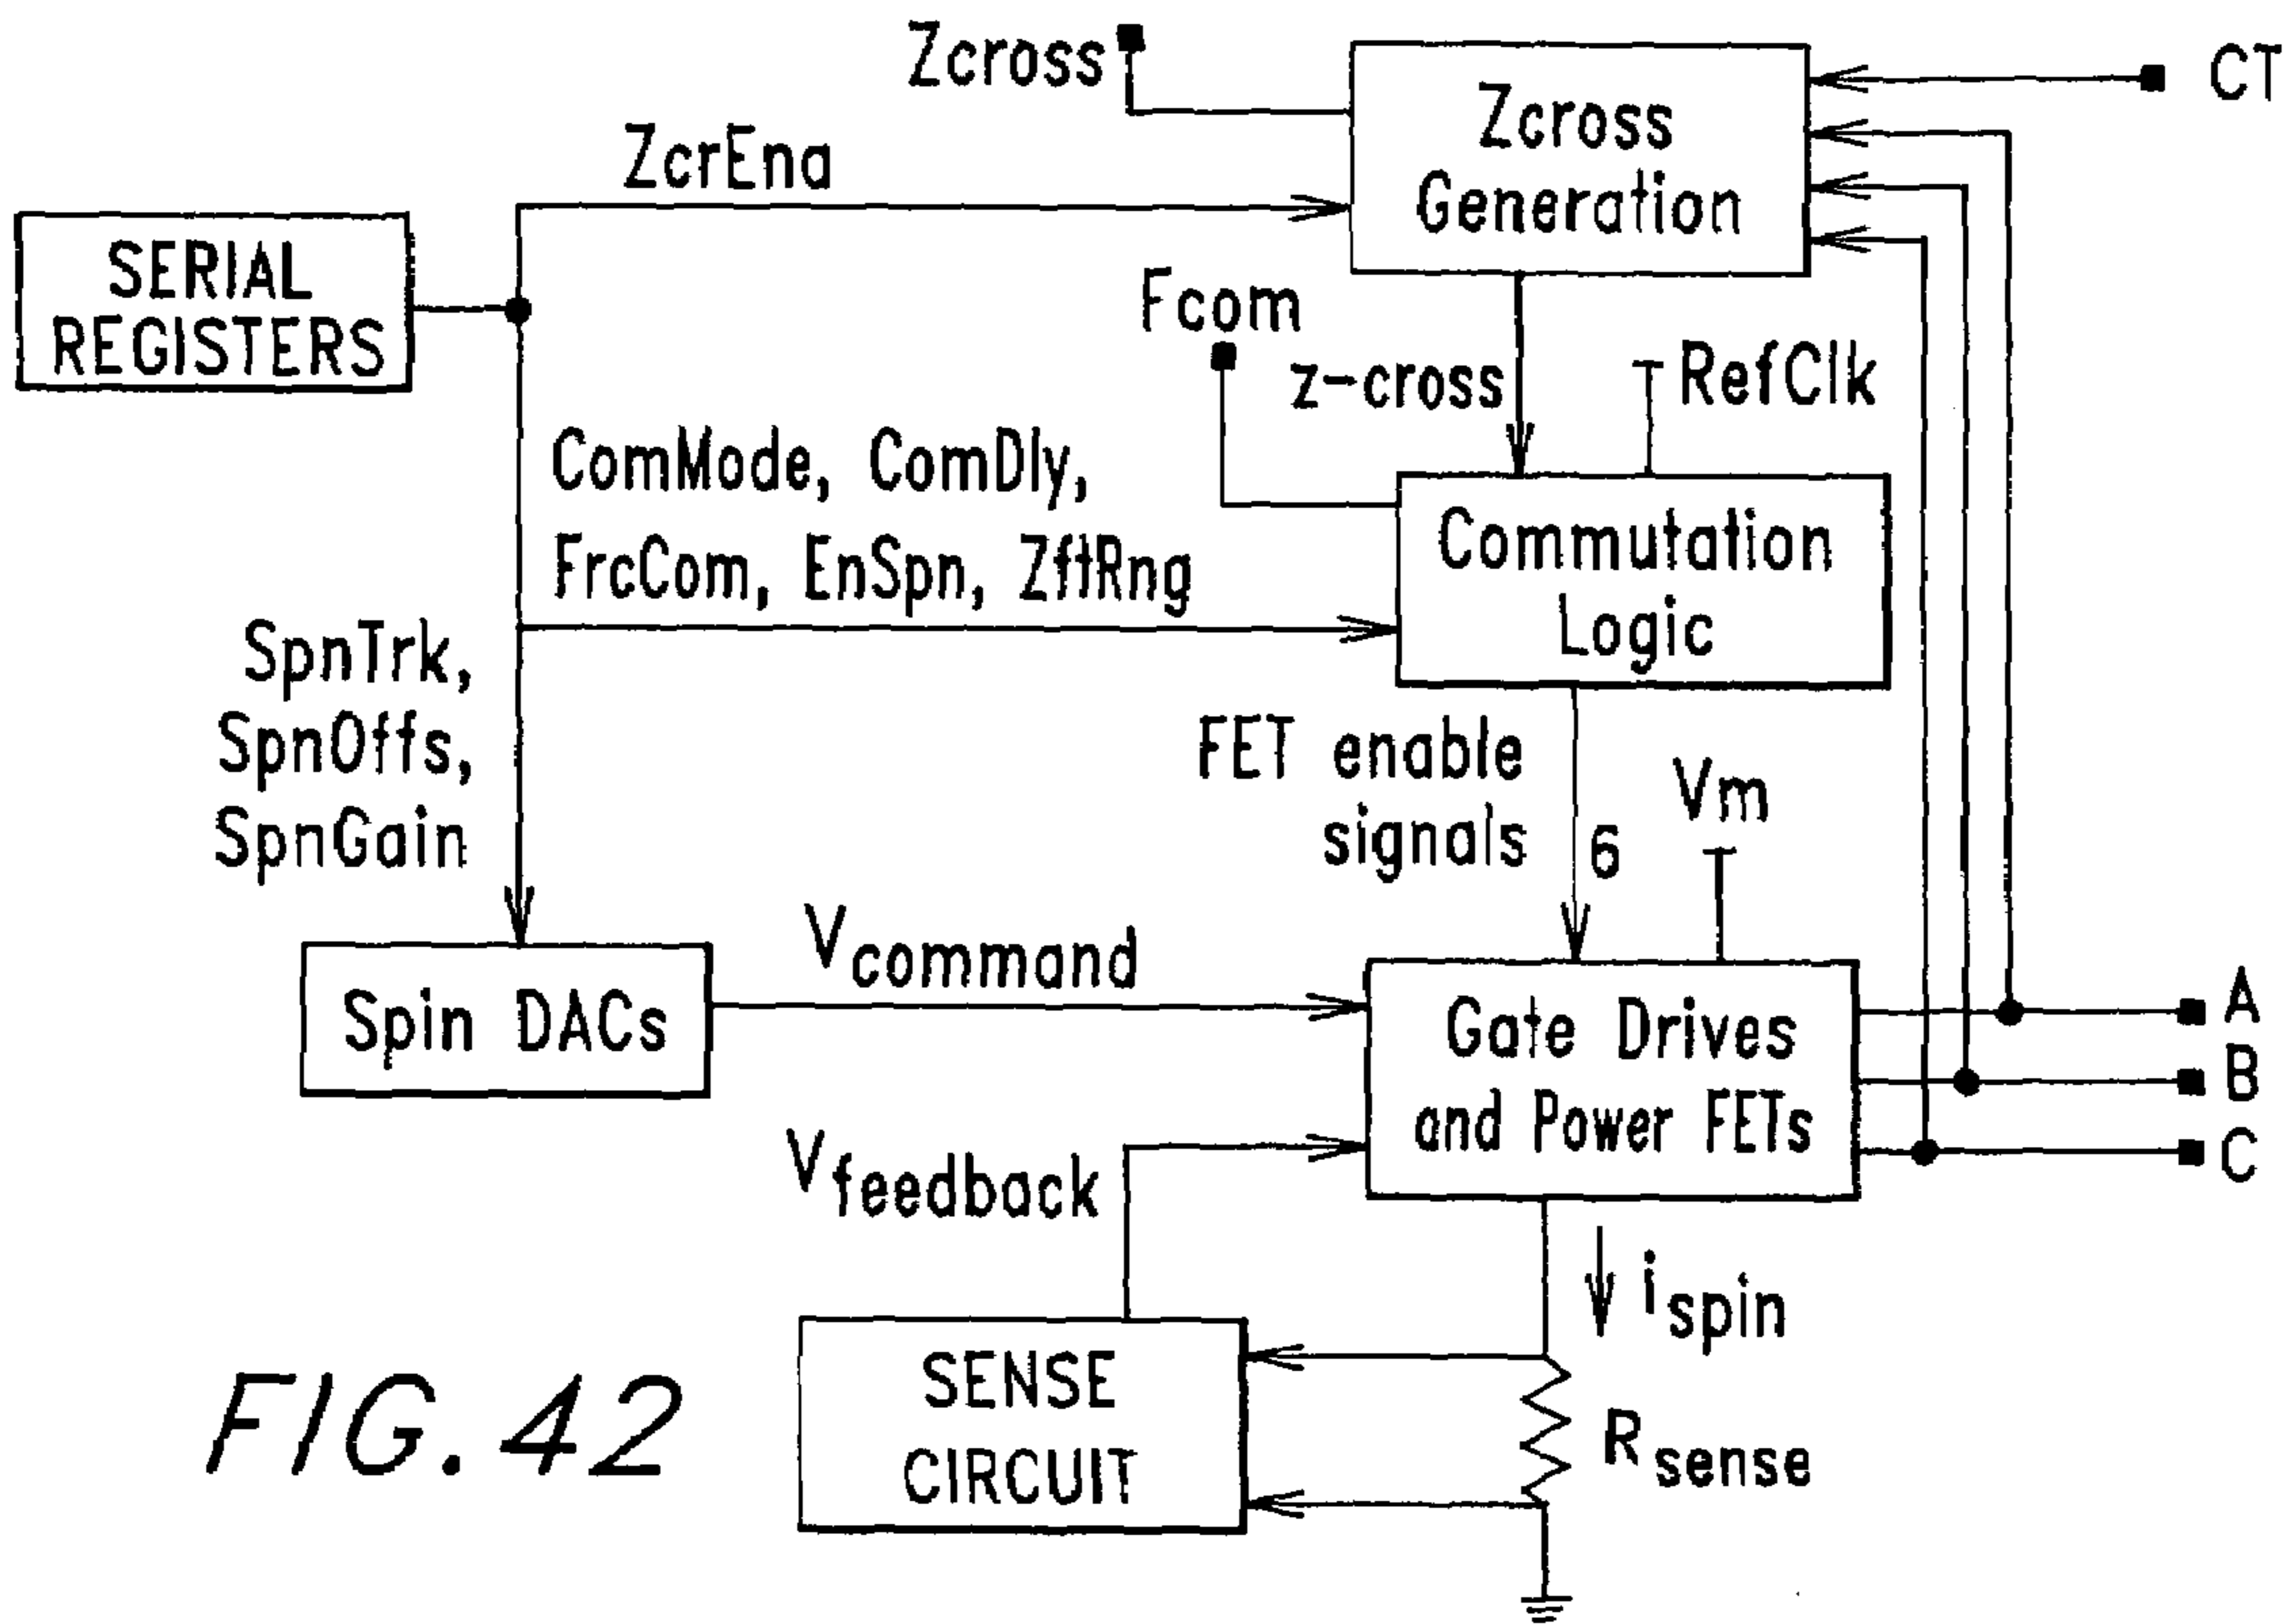 Zcross
CT
Zcross
Generation
ZcrEna
SERIAL
REGISTERS
Fcom
z-cross
RefClk
ComMode, ComDly,
FrcCom, EnSpn, ZftRng
Commutation
Logic
SpnTrk,
SpnOffs,
SpnGain
FET enable
signals
6
Vm
Vcommand
Spin DACs
Gate Drives
and Power FETs
A
B
C
Vfeedback
ispin
SENSE
CIRCUIT
Rsense
FIG. 42